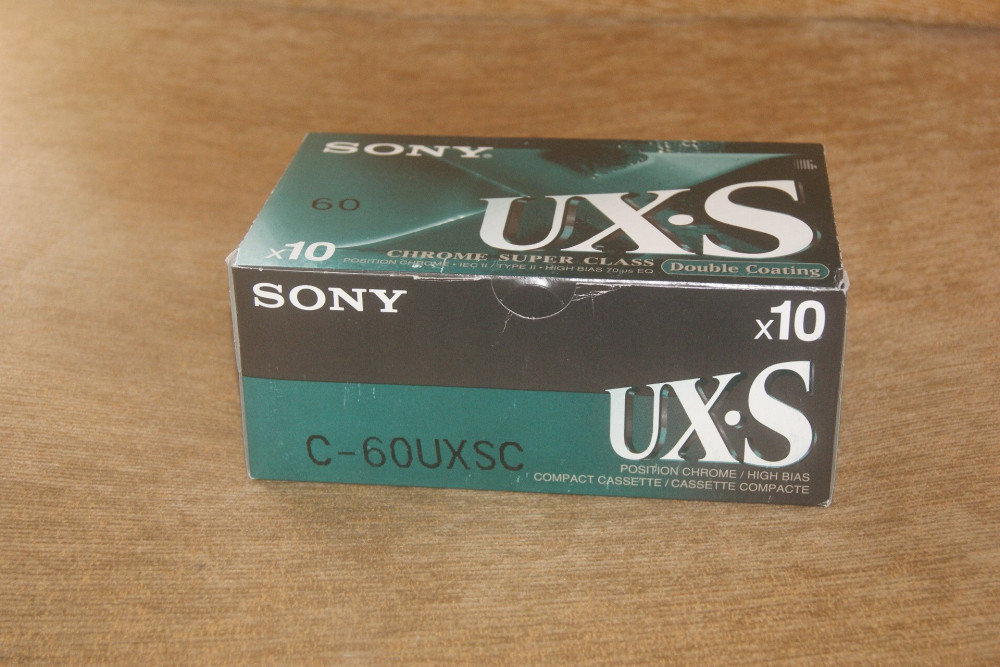 SONY
60
UX·S
x10
CHROME SUPER CLASS
POSITION CHROME • IEC II / TYPE II • HIGH BIAS 70 µs EQ
Double Coating
SONY
x10
UX·S
C-60UXSC
POSITION CHROME / HIGH BIAS
COMPACT CASSETTE / CASSETTE COMPACTE